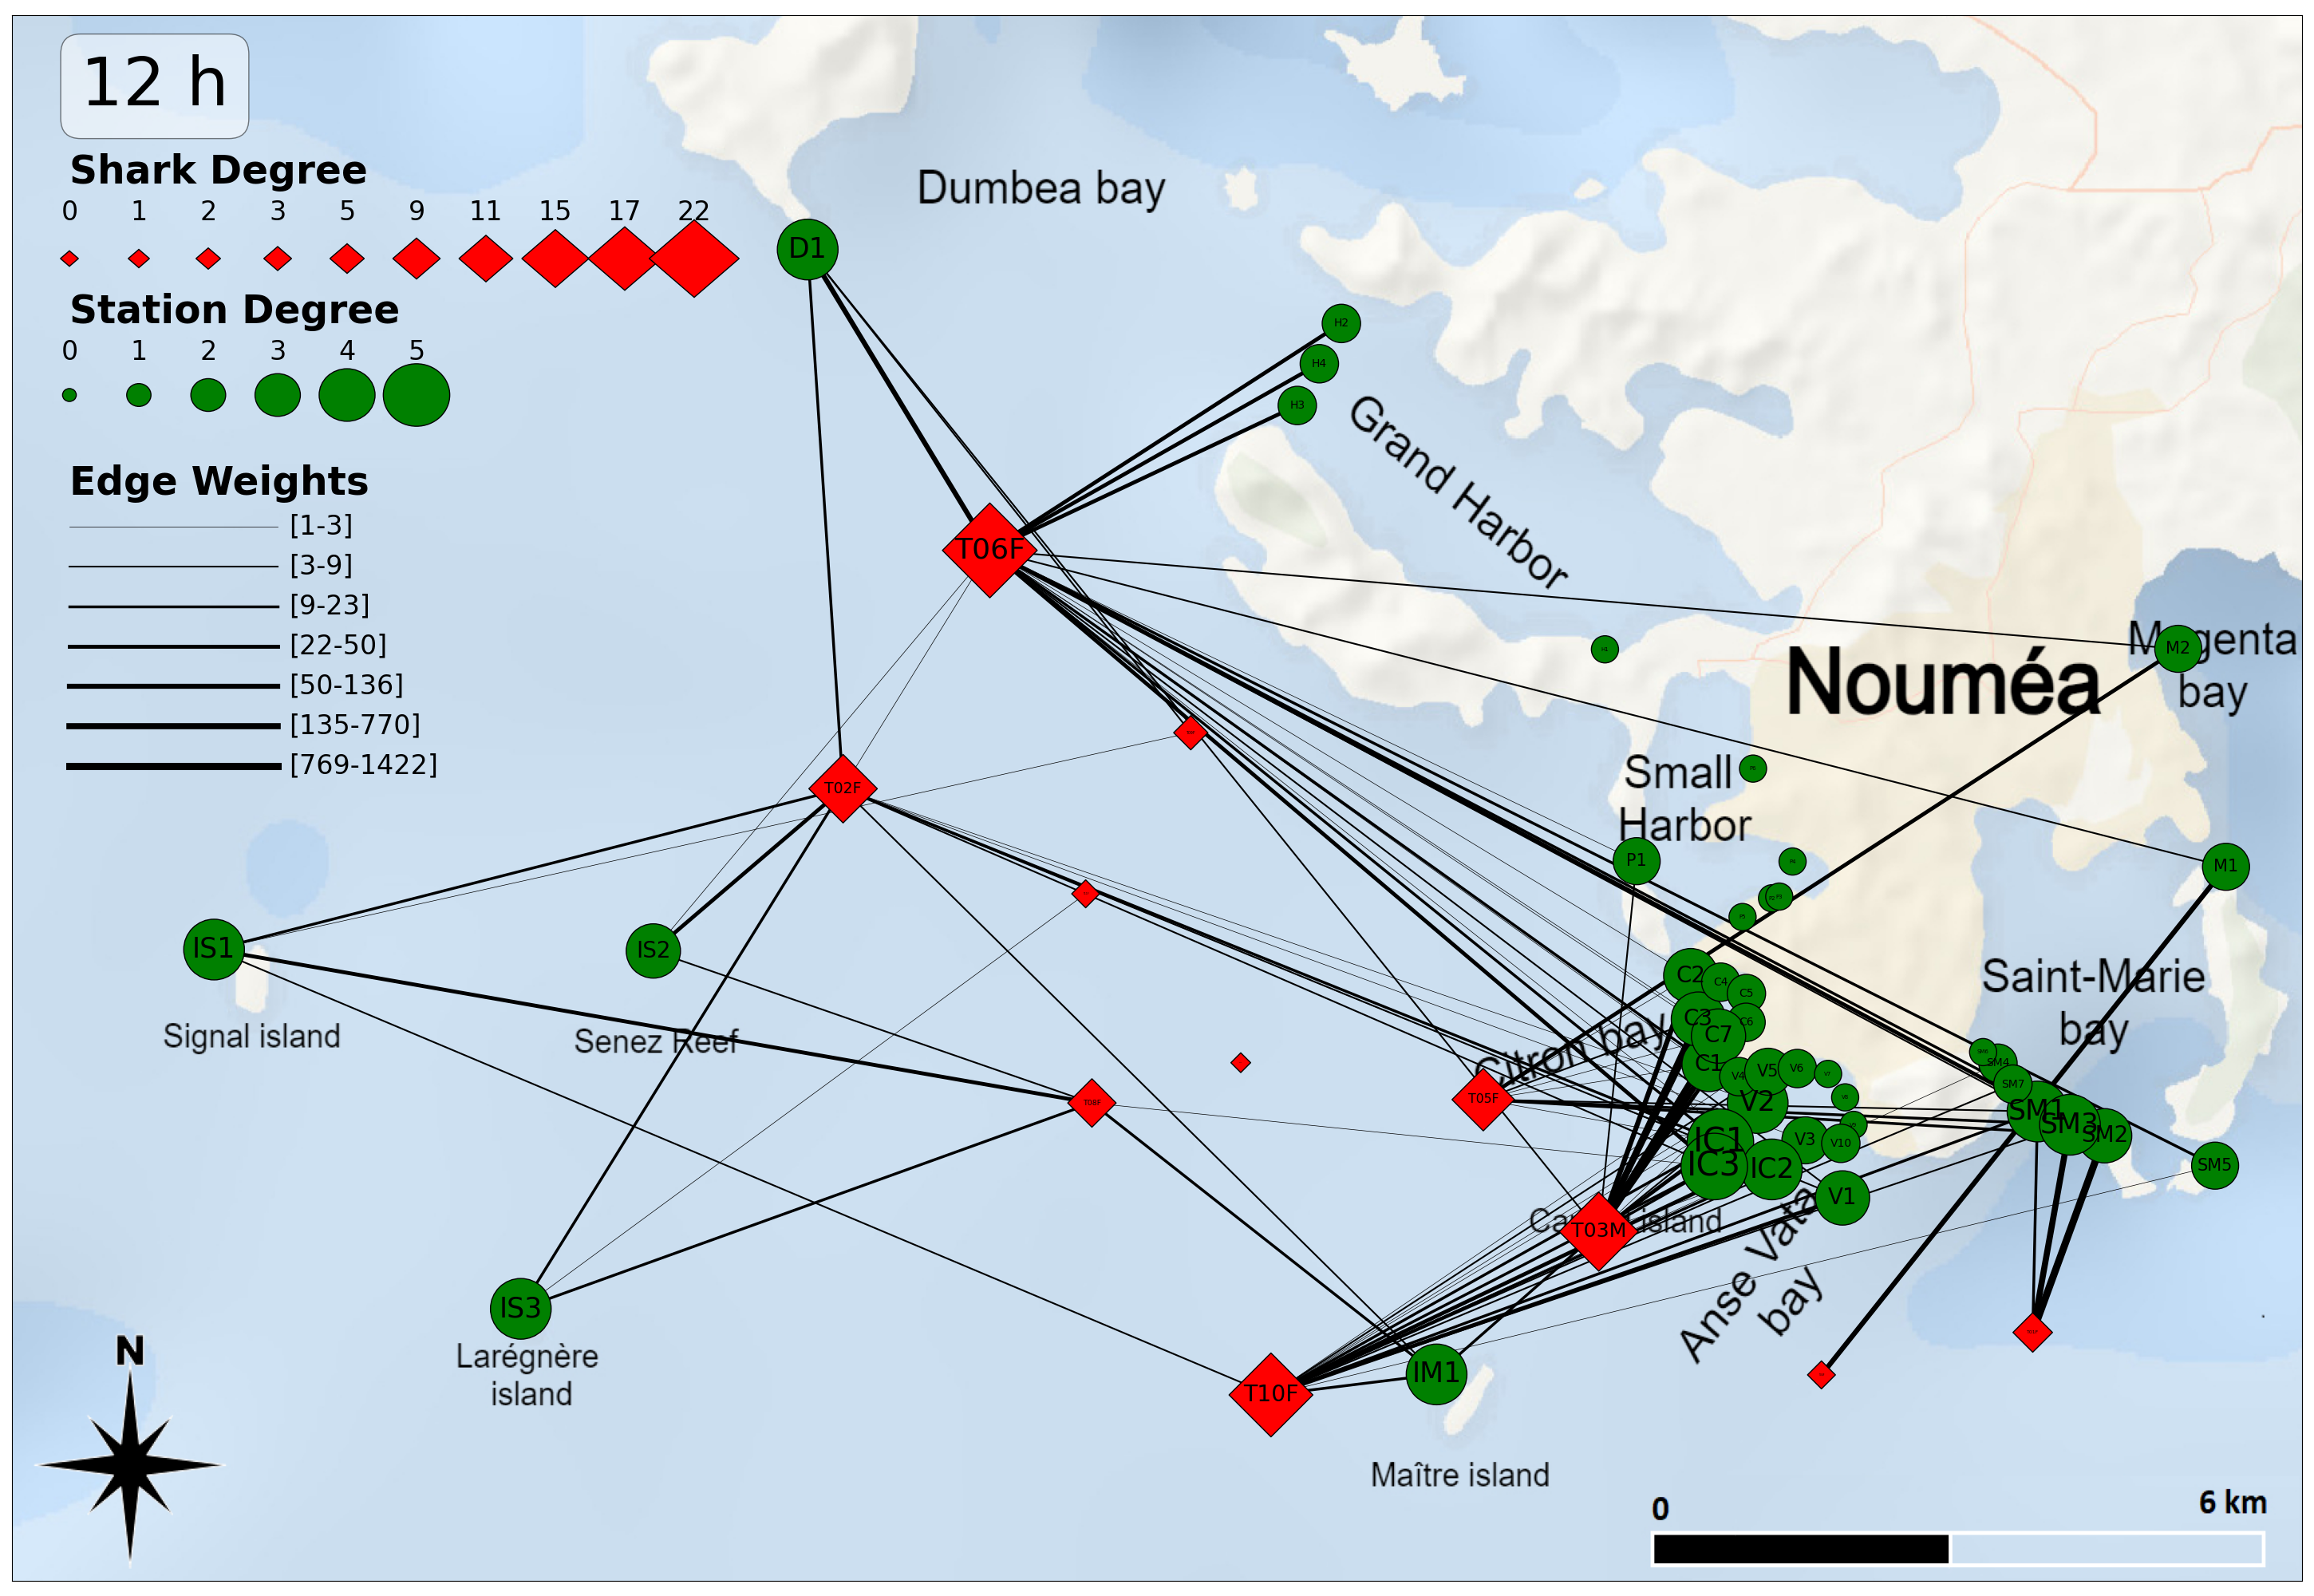 12 h
Shark Degree
0 1 2 3 5 9 11 15 17 22
Station Degree
0 1 2 3 4 5
Edge Weights
[1-3]
[3-9]
[9-23]
[22-50]
[50-136]
[135-770]
[769-1422]
Dumbea bay
D1
H2
H4
H3
Grand Harbor
T06F
Magenta
bay
M2
Nouméa
Small
Harbor
P1
M1
T02F
IS1
Signal island
IS2
Senez Reef
C2
C4
C5
C3
C6
C7
C1
Citron bay
Saint-Marie
bay
V4
V5
V6
V2
T05F
T08F
IC1
IC3
IC2
V3
V10
V1
SM4
SM7
SM1
SM3
SM2
SM5
T03M
island
Anse Vata
bay
IS3
Larégnère
island
T10F
IM1
Maître island
N
0 6 km